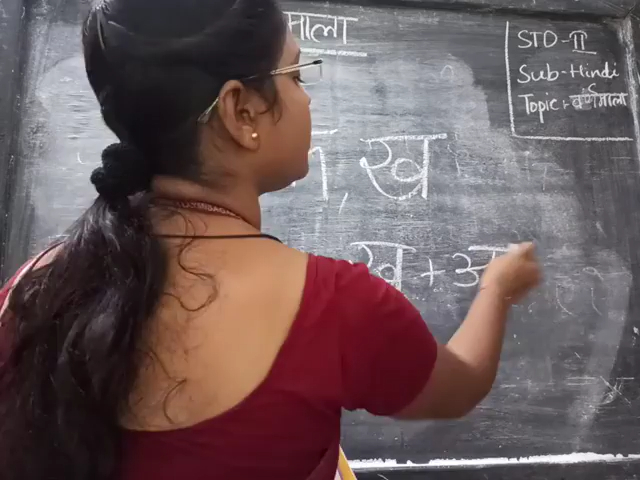 माला
STD-II
Sub-Hindi
Topic-वर्णमाला
, ख
ख + अ